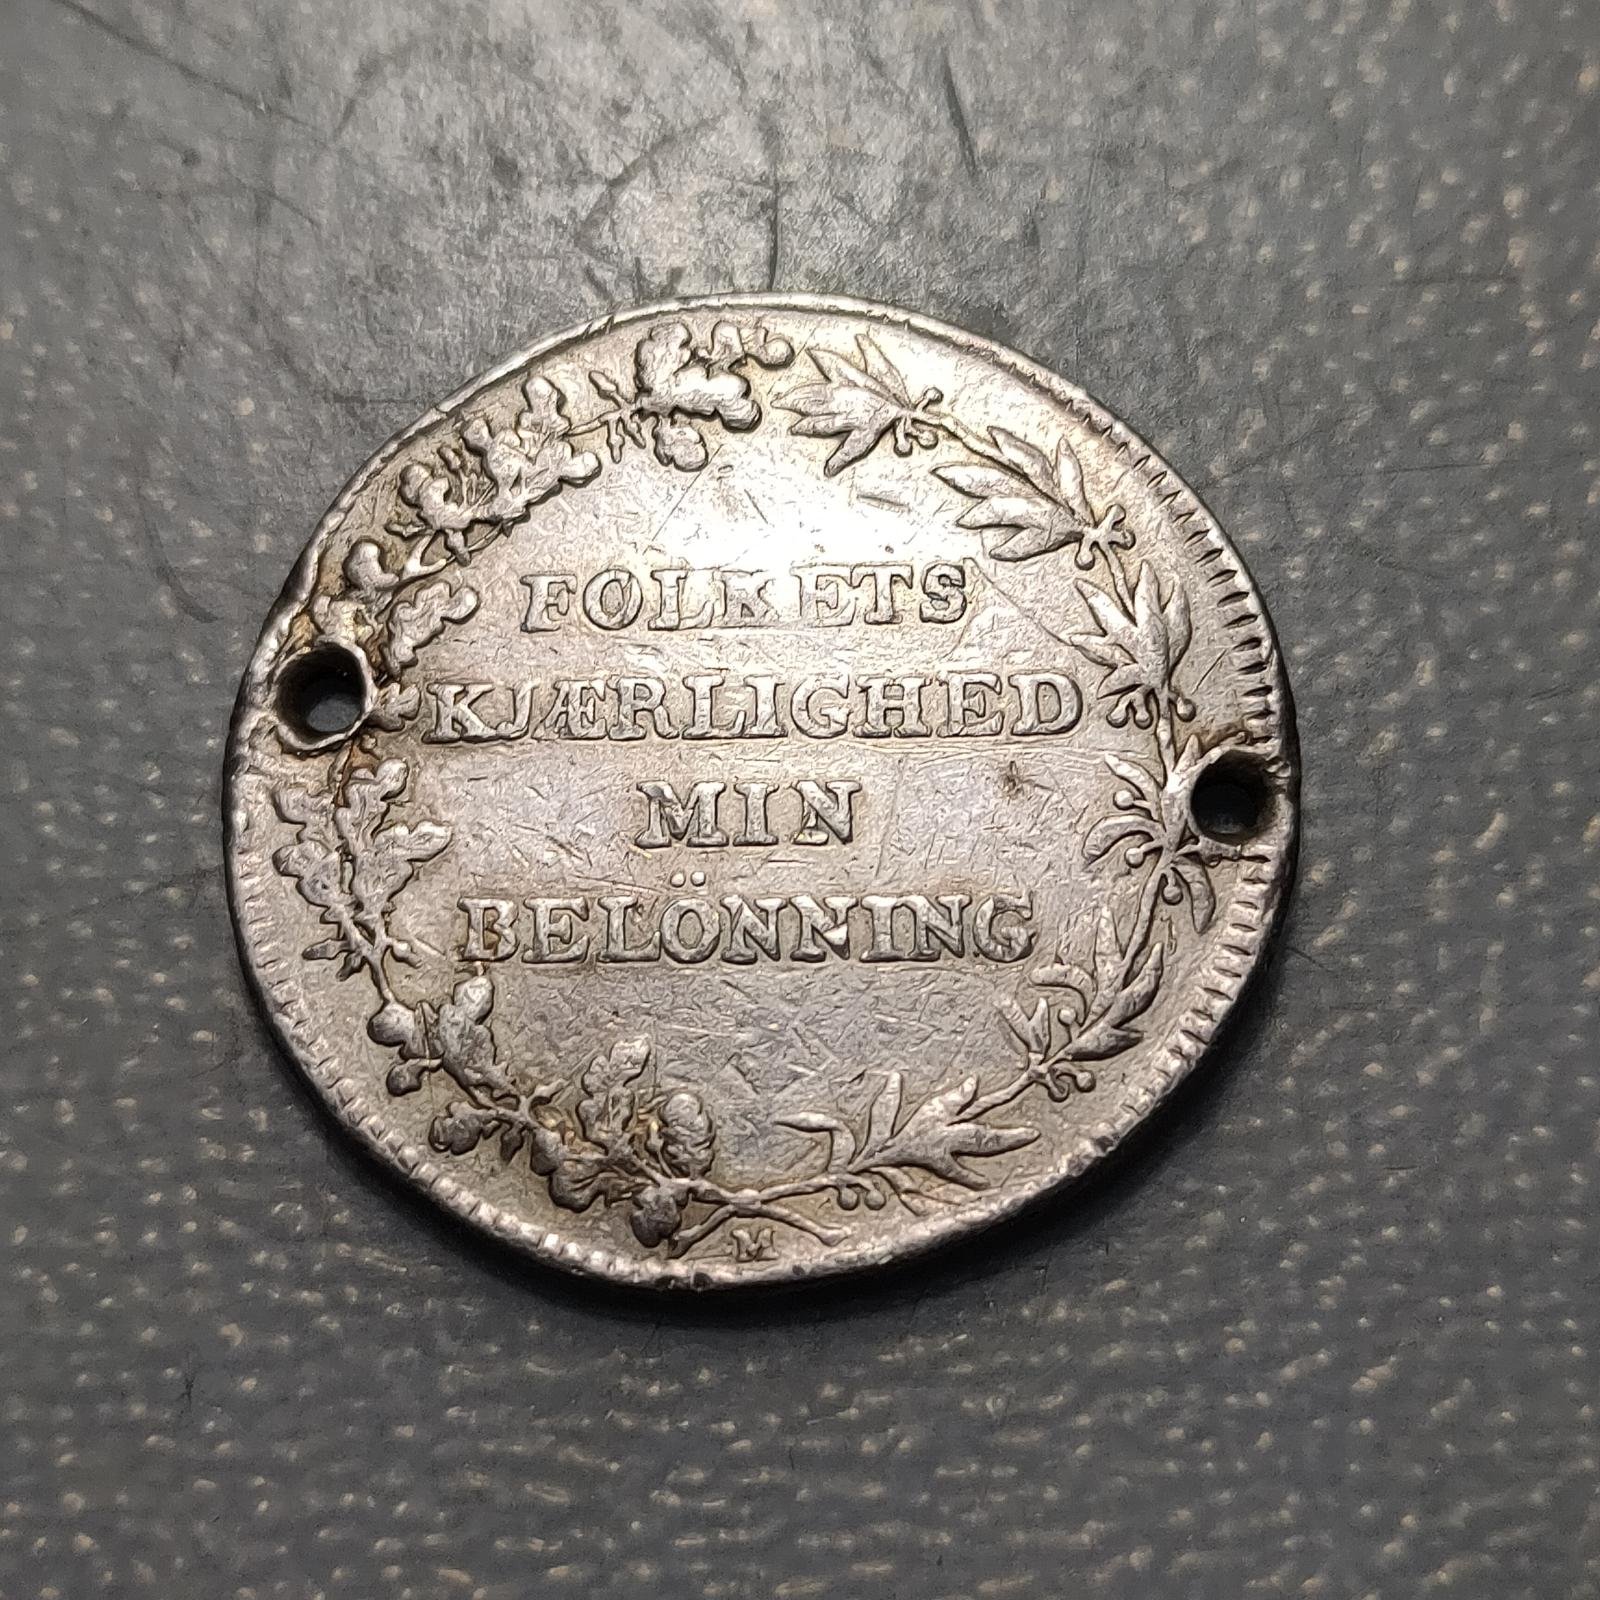 FOLKETS
KJÆRLIGHED
MIN
BELÖNNING
M